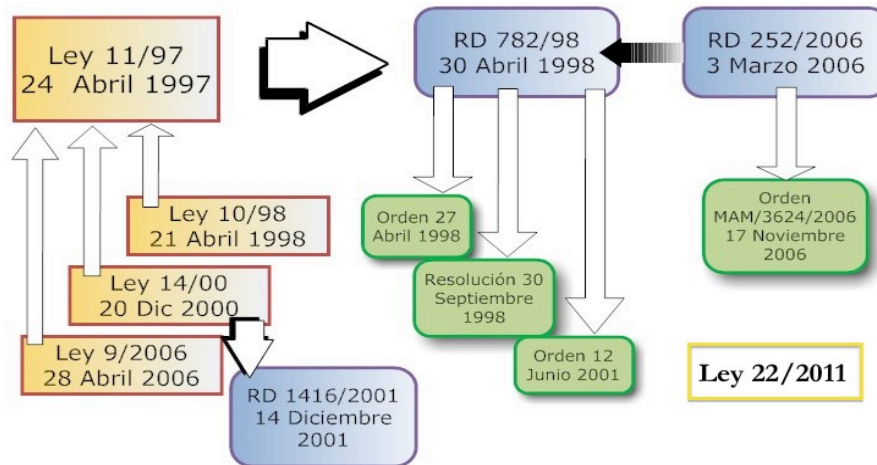 Ley 11/97
24 Abril 1997
RD 782/98
30 Abril 1998
RD 252/2006
3 Marzo 2006
Ley 10/98
21 Abril 1998
Ley 14/00
20 Dic 2000
Ley 9/2006
28 Abril 2006
RD 1416/2001
14 Diciembre
2001
Orden 27
Abril 1998
Resolución 30
Septiembre
1998
Orden 12
Junio 2001
Orden
MAM/3624/2006
17 Noviembre
2006
Ley 22/2011